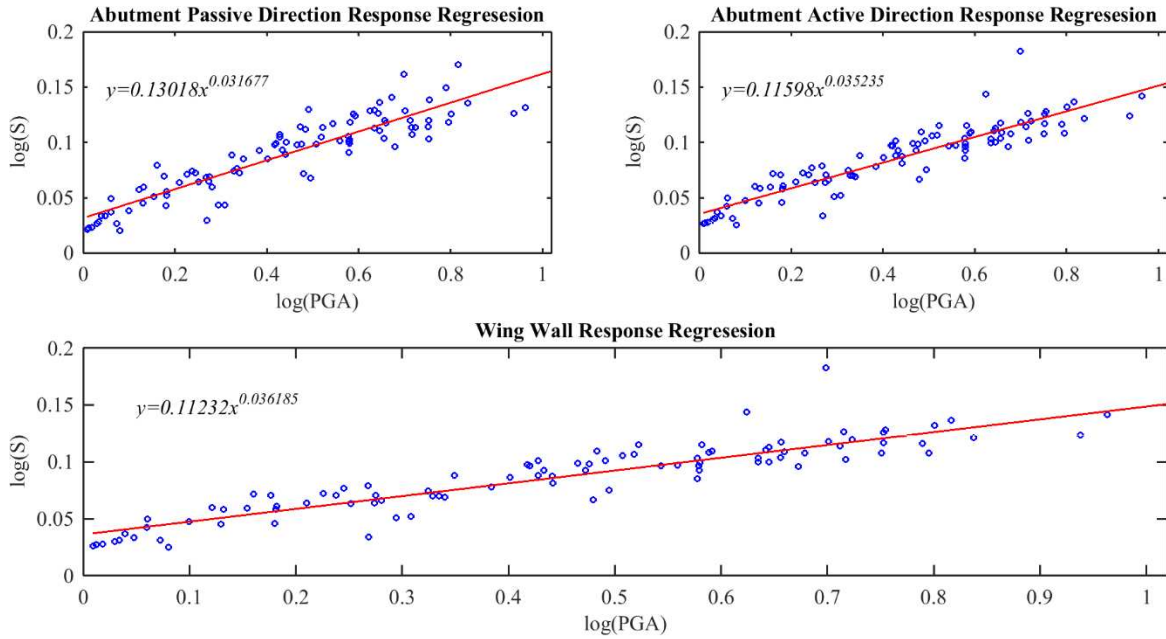 Abutment Passive Direction Response Regresesion
0.2
0.15
0.1
0.05
0
log(S)
y=0.13018x^0.031677
0 0.2 0.4 0.6 0.8 1
log(PGA)
Abutment Active Direction Response Regresesion
0.2
0.15
0.1
0.05
0
log(S)
y=0.11598x^0.035235
0 0.2 0.4 0.6 0.8 1
log(PGA)
Wing Wall Response Regresesion
0.2
0.15
0.1
0.05
0
log(S)
y=0.11232x^0.036185
0 0.1 0.2 0.3 0.4 0.5 0.6 0.7 0.8 0.9 1
log(PGA)